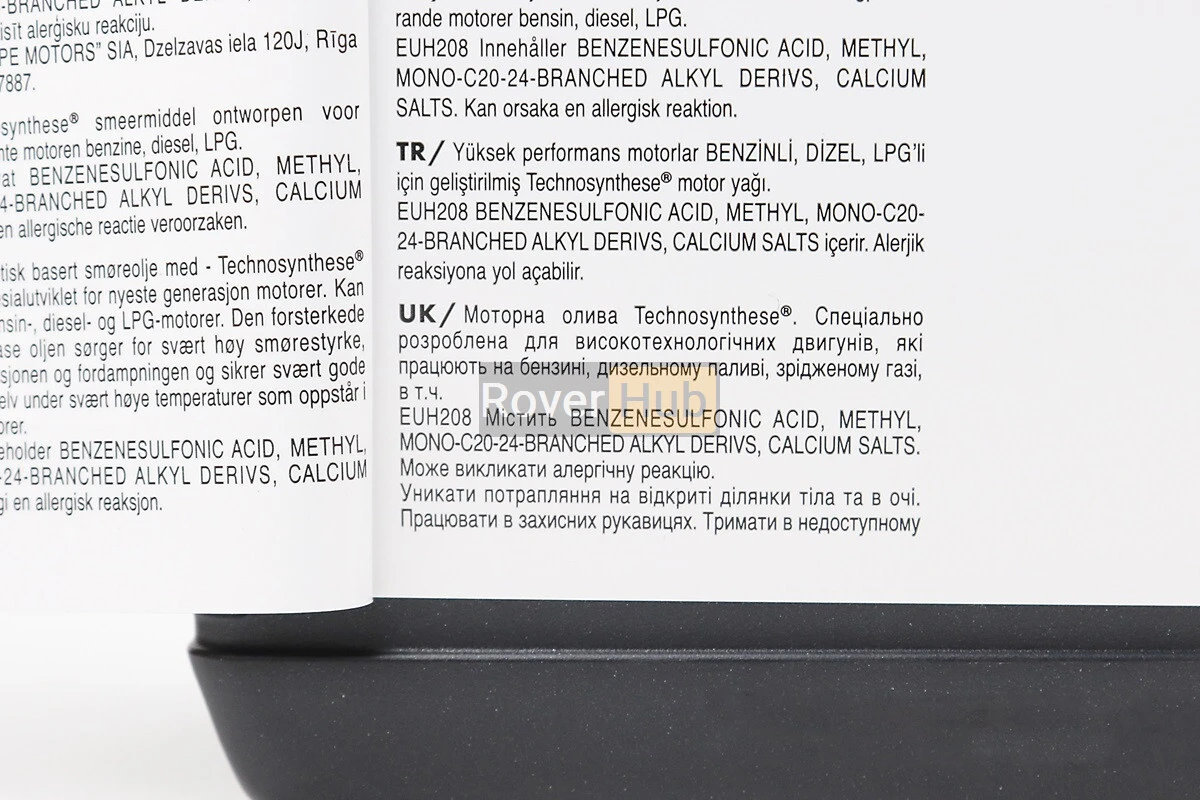 -BRANCHED ALKYL
isīt alerģisku reakciju.
PE MOTORS” SIA, Dzelzavas iela 120J, Rīga
7887.
synthese® smeermiddel ontworpen voor
nte motoren benzine, diesel, LPG.
at BENZENESULFONIC ACID, METHYL,
4-BRANCHED ALKYL DERIVS, CALCIUM
en allergische reactie veroorzaken.
tisk basert smøreolje med - Technosynthese®
sialutviklet for nyeste generasjon motorer. Kan
nsin-, diesel- og LPG-motorer. Den forsterkede
ase oljen sørger for svært høy smørestyrke,
sjonen og fordampningen og sikrer svært gode
elv under svært høye temperaturer som oppstår i
orer.
eholder BENZENESULFONIC ACID, METHYL,
-24-BRANCHED ALKYL DERIVS, CALCIUM
gi en allergisk reaksjon.
rande motorer bensin, diesel, LPG.
EUH208 Innehåller BENZENESULFONIC ACID, METHYL,
MONO-C20-24-BRANCHED ALKYL DERIVS, CALCIUM
SALTS. Kan orsaka en allergisk reaktion.
TR/ Yüksek performans motorlar BENZİNLİ, DİZEL, LPG’li
için geliştirilmiş Technosynthese® motor yağı.
EUH208 BENZENESULFONIC ACID, METHYL, MONO-C20-
24-BRANCHED ALKYL DERIVS, CALCIUM SALTS içerir. Alerjik
reaksiyona yol açabilir.
UK/ Моторна олива Technosynthese®. Спеціально
розроблена для високотехнологічних двигунів, які
працюють на бензині, дизельному паливі, зрідженому газі,
в т.ч.
EUH208 Містить BENZENESULFONIC ACID, METHYL,
MONO-C20-24-BRANCHED ALKYL DERIVS, CALCIUM SALTS.
Може викликати алергічну реакцію.
Уникати потрапляння на відкриті ділянки тіла та в очі.
Працювати в захисних рукавицях. Тримати в недоступному
Rover Hub